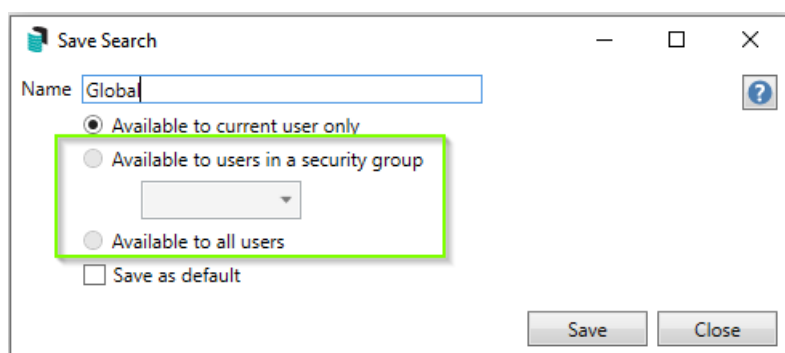 Save Search
Name Global
Available to current user only
Available to users in a security group
Available to all users
Save as default
Save Close